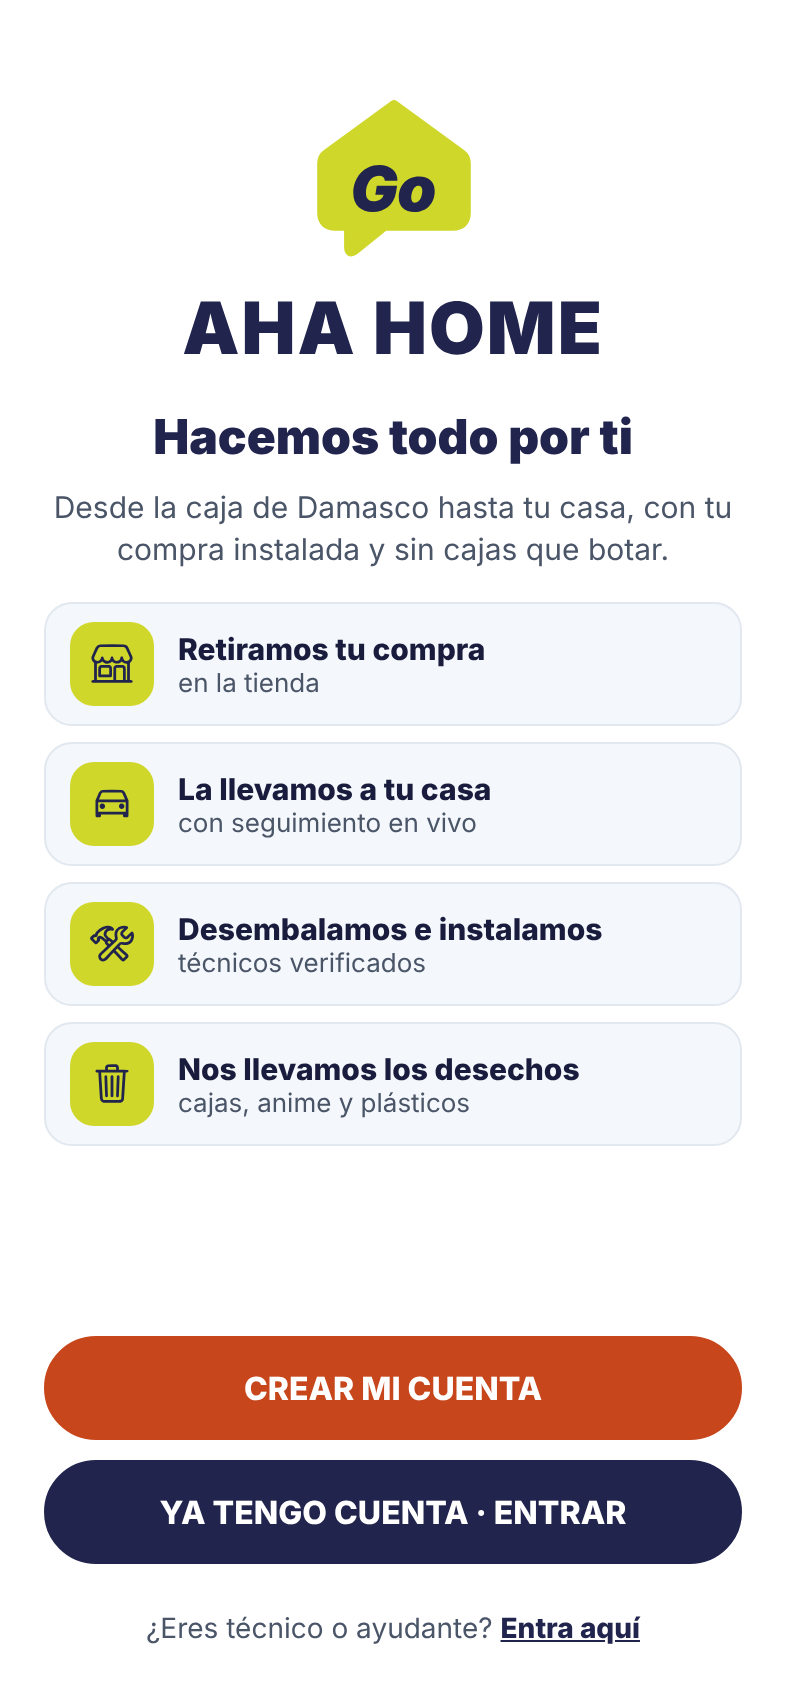 Go
AHA HOME
Hacemos todo por ti
Desde la caja de Damasco hasta tu casa, con tu
compra instalada y sin cajas que botar.
Retiramos tu compra
en la tienda
La llevamos a tu casa
con seguimiento en vivo
Desembalamos e instalamos
técnicos verificados
Nos llevamos los desechos
cajas, anime y plásticos
CREAR MI CUENTA
YA TENGO CUENTA · ENTRAR
¿Eres técnico o ayudante? Entra aquí